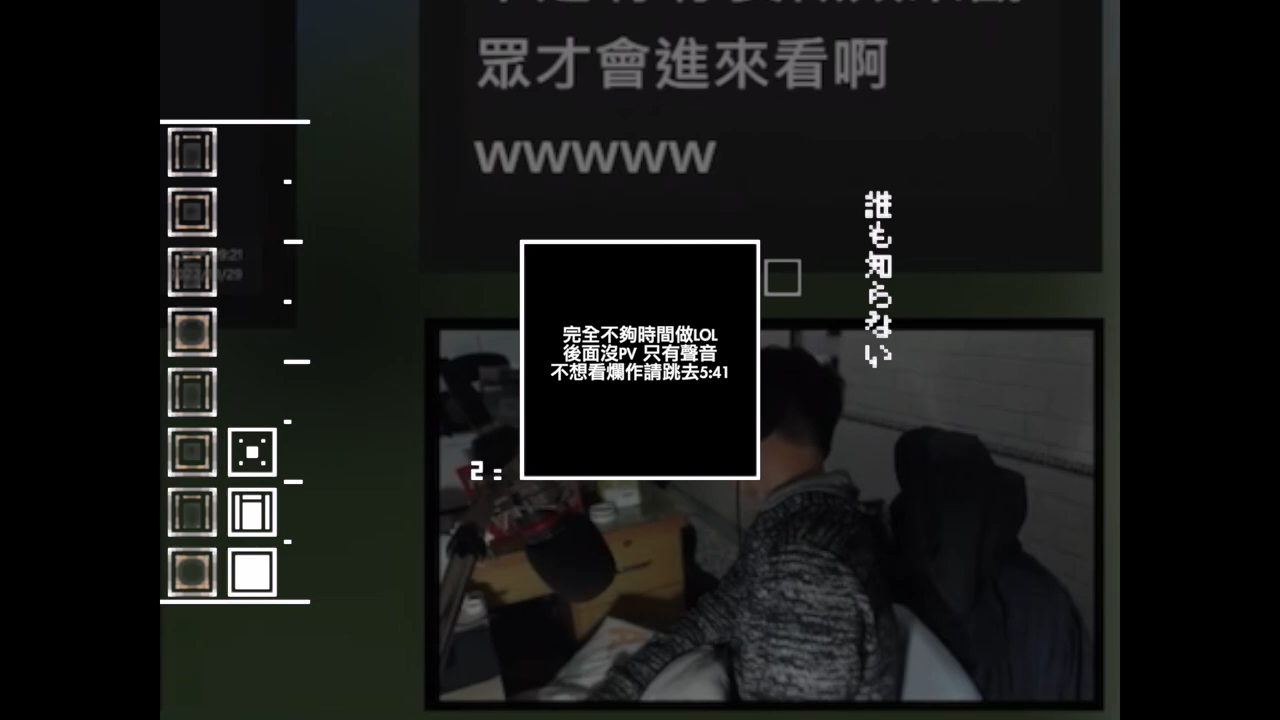 眾才會進來看啊
wwwww
誰も知らない
完全不夠時間做LOL
後面沒PV 只有聲音
不想看爛作請跳去5:41
2: